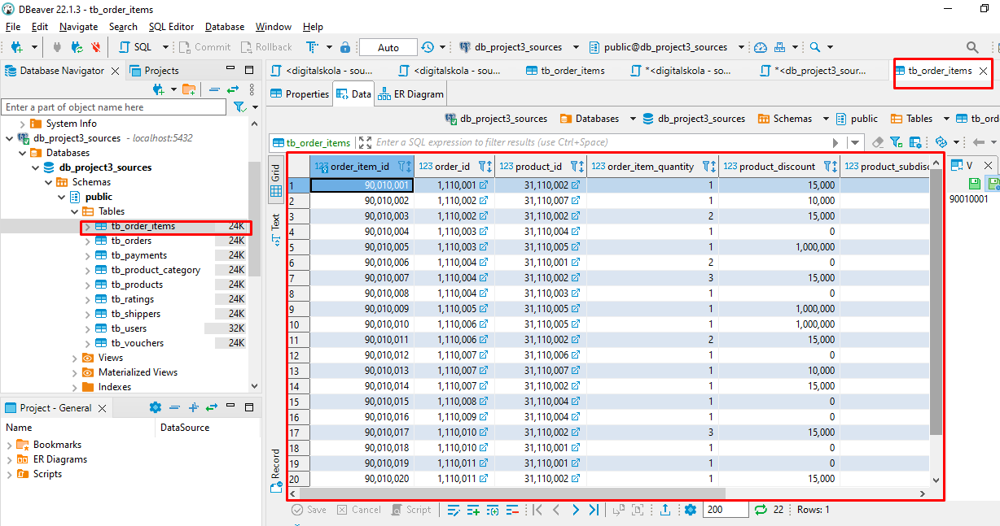 DBeaver 22.1.3 - tb_order_items
File Edit Navigate Search SQL Editor Database Window Help
SQL Commit Rollback Auto db_project3_sources public@db_project3_sources
Database Navigator Projects
<digitalskola - sou... <digitalskola - sou... tb_order_items *<digitalskola - sou... *<db_project3_sour... tb_order_items
Properties Data ER Diagram
Enter a part of object name here
db_project3_sources Databases db_project3_sources Schemas public Tables tb_ord
System Info
db_project3_sources - localhost:5432
Databases
db_project3_sources
Schemas
public
Tables
tb_order_items 24K
tb_orders 24K
tb_payments 24K
tb_product_category 24K
tb_products 24K
tb_ratings 24K
tb_shippers 24K
tb_users 32K
tb_vouchers 24K
Views
Materialized Views
Indexes
Project - General
Name DataSource
Bookmarks
ER Diagrams
Scripts
tb_order_items Enter a SQL expression to filter results (use Ctrl+Space)
Grid
Text
Record
123 order_item_id 123 order_id 123 product_id 123 order_item_quantity 123 product_discount 123 product_subdisc
1 90,010,001 1,110,001 31,110,002 1 15,000
2 90,010,002 1,110,002 31,110,007 1 10,000
3 90,010,003 1,110,002 31,110,002 2 15,000
4 90,010,004 1,110,003 31,110,004 1 0
5 90,010,005 1,110,003 31,110,005 1 1,000,000
6 90,010,006 1,110,004 31,110,001 2 0
7 90,010,007 1,110,004 31,110,002 3 15,000
8 90,010,008 1,110,004 31,110,003 1 0
9 90,010,009 1,110,005 31,110,005 1 1,000,000
10 90,010,010 1,110,006 31,110,005 1 1,000,000
11 90,010,011 1,110,006 31,110,002 2 15,000
12 90,010,012 1,110,007 31,110,006 1 0
13 90,010,013 1,110,007 31,110,007 1 10,000
14 90,010,014 1,110,007 31,110,002 1 15,000
15 90,010,015 1,110,008 31,110,004 1 0
16 90,010,016 1,110,009 31,110,004 1 0
17 90,010,017 1,110,010 31,110,002 3 15,000
18 90,010,018 1,110,010 31,110,001 1 0
19 90,010,019 1,110,011 31,110,001 1 0
20 90,010,020 1,110,011 31,110,002 1 15,000
V
90010001
Save Cancel Script 200 22 Rows: 1